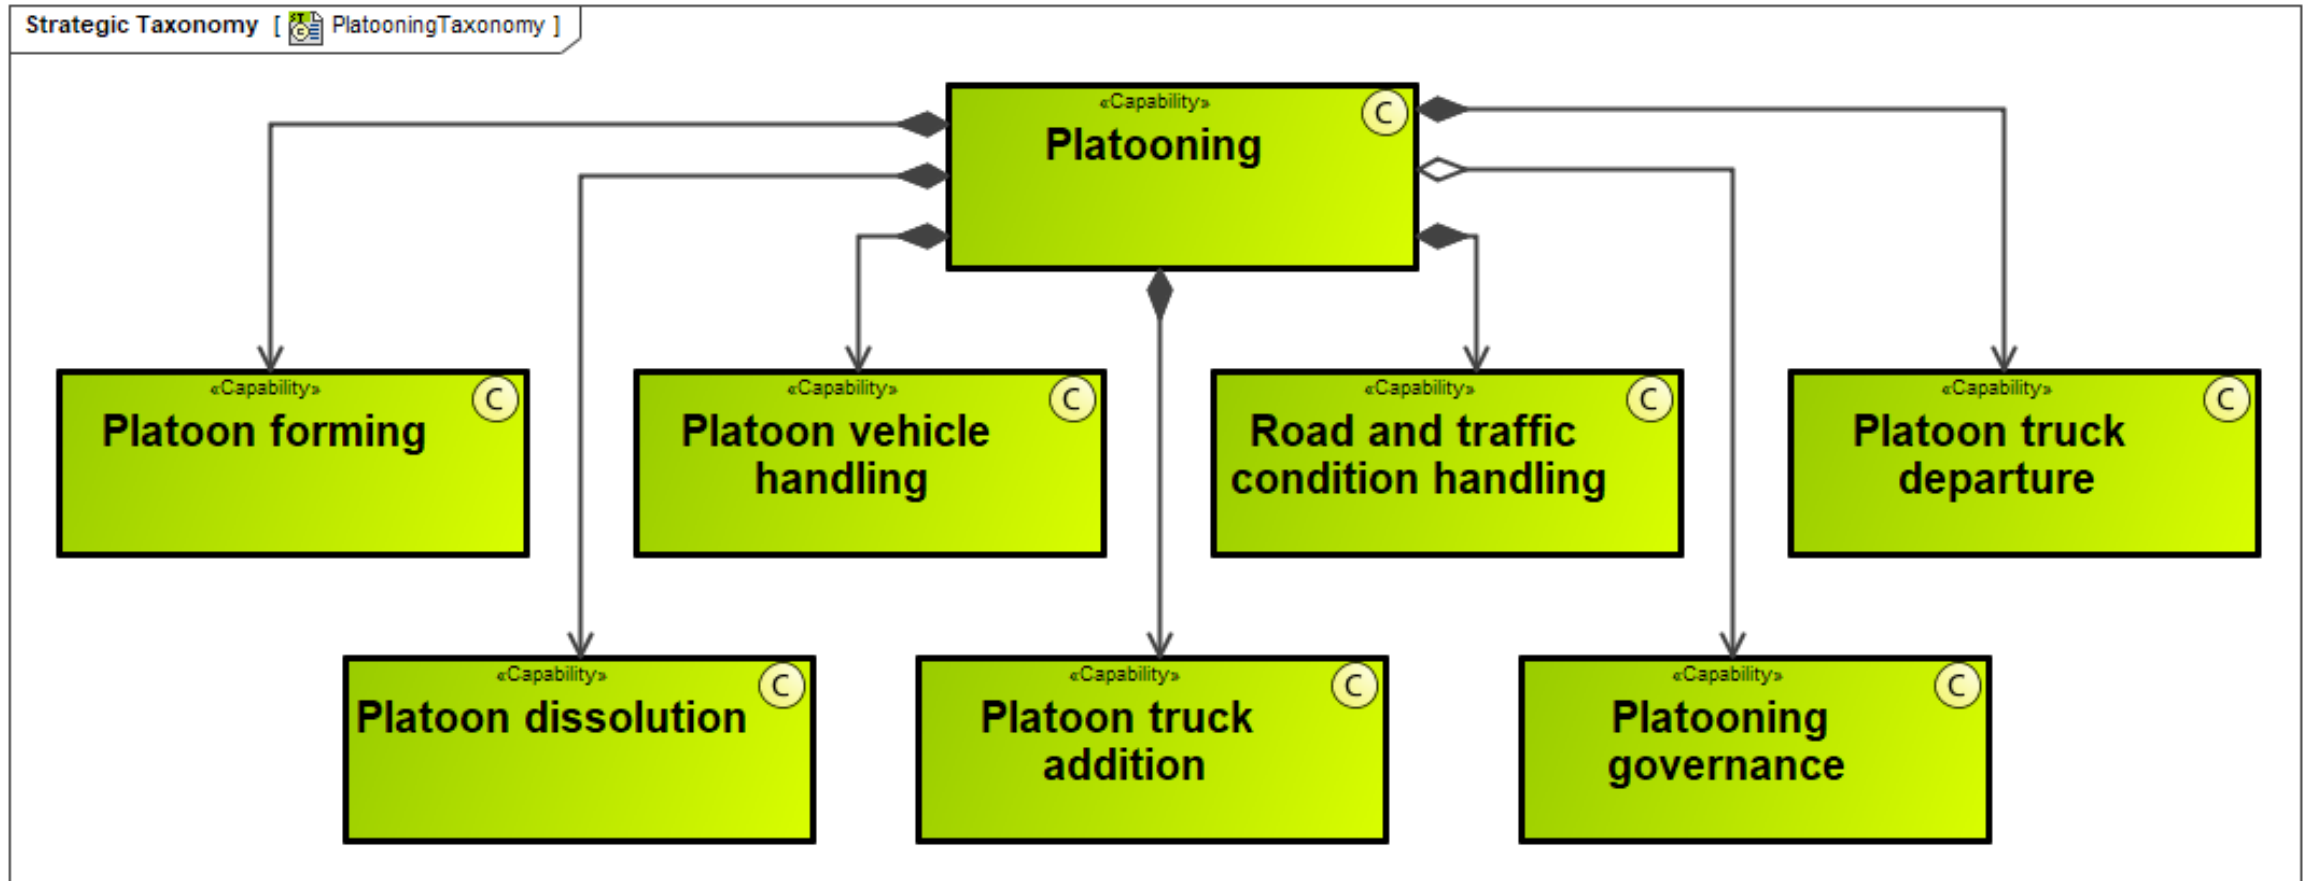 Strategic Taxonomy [ PlatooningTaxonomy ]
«Capability»
C
Platooning
«Capability»
C
Platoon forming
«Capability»
C
Platoon vehicle
handling
«Capability»
C
Road and traffic
condition handling
«Capability»
C
Platoon truck
departure
«Capability»
C
Platoon dissolution
«Capability»
C
Platoon truck
addition
«Capability»
C
Platooning
governance